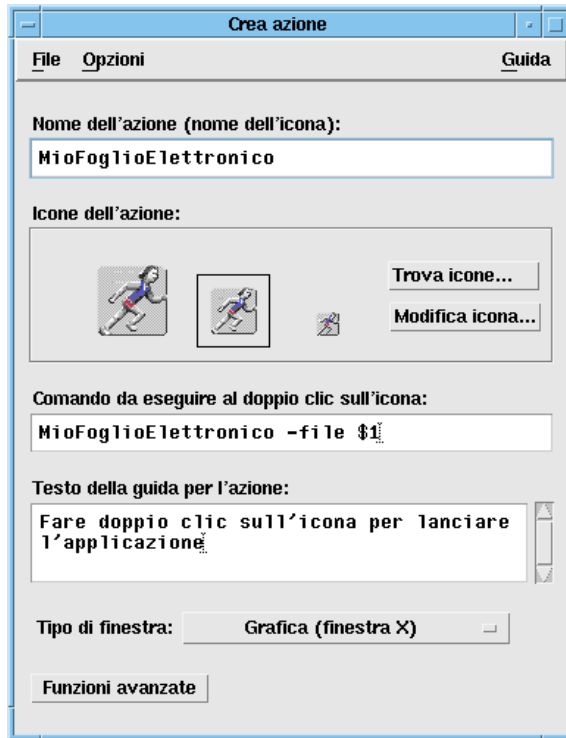 Crea azione
File Opzioni Guida
Nome dell'azione (nome dell'icona):
MioFoglioElettronico
Icone dell'azione:
Trova icone...
Modifica icona...
Comando da eseguire al doppio clic sull'icona:
MioFoglioElettronico -file $1
Testo della guida per l'azione:
Fare doppio clic sull'icona per lanciare
l'applicazione
Tipo di finestra: Grafica (finestra X)
Funzioni avanzate